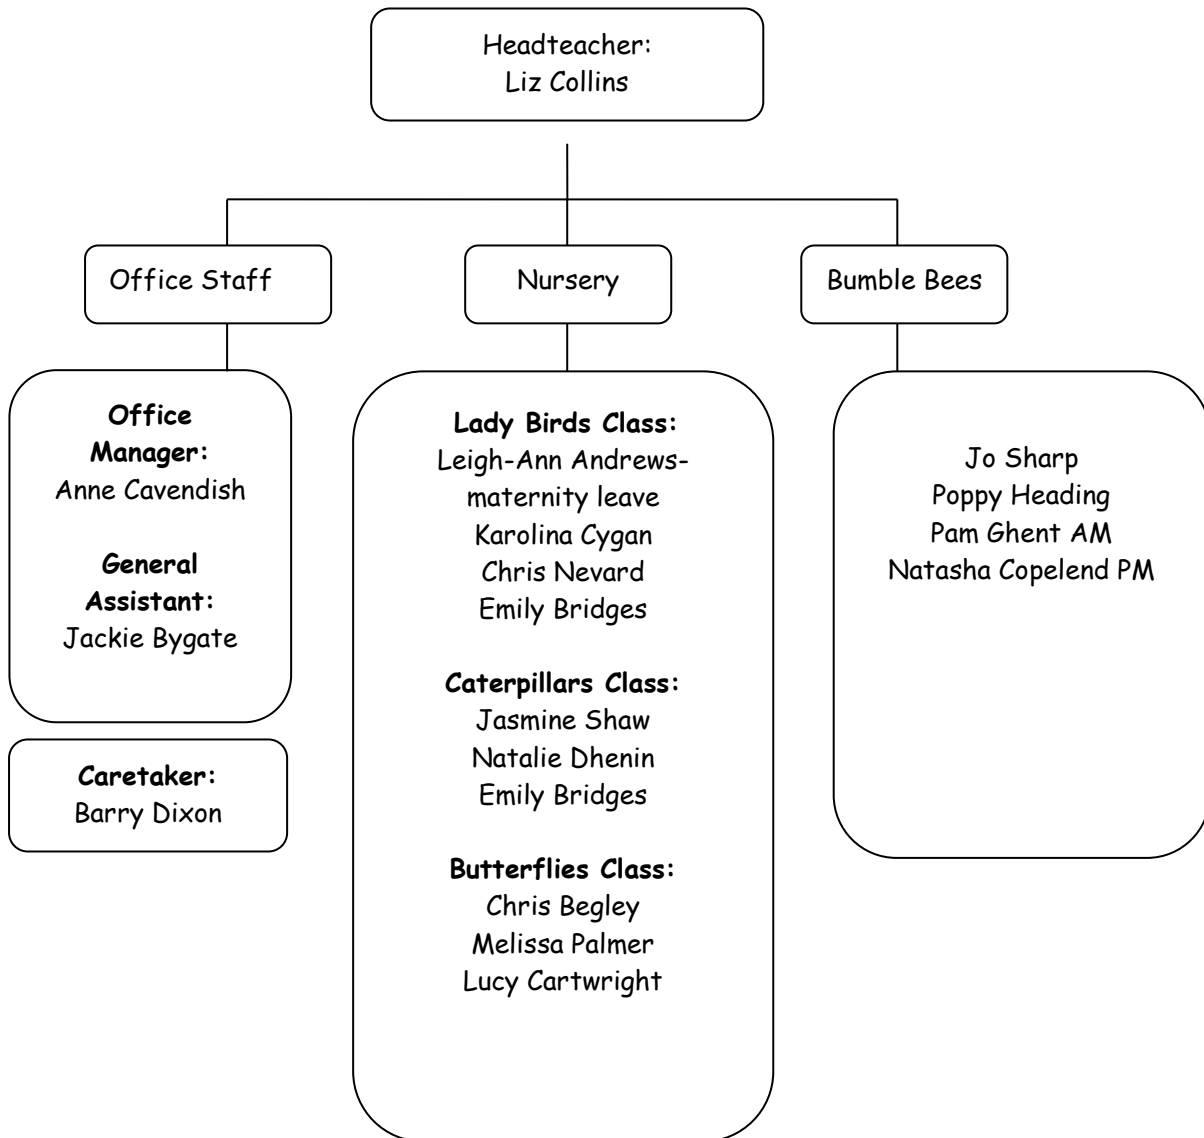 Headteacher:
Liz Collins
Office Staff
Nursery
Bumble Bees
Office
Manager:
Anne Cavendish
General
Assistant:
Jackie Bygate
Caretaker:
Barry Dixon
Lady Birds Class:
Leigh-Ann Andrews-
maternity leave
Karolina Cygan
Chris Nevard
Emily Bridges
Caterpillars Class:
Jasmine Shaw
Natalie Dhenin
Emily Bridges
Butterflies Class:
Chris Begley
Melissa Palmer
Lucy Cartwright
Jo Sharp
Poppy Heading
Pam Ghent AM
Natasha Copelend PM